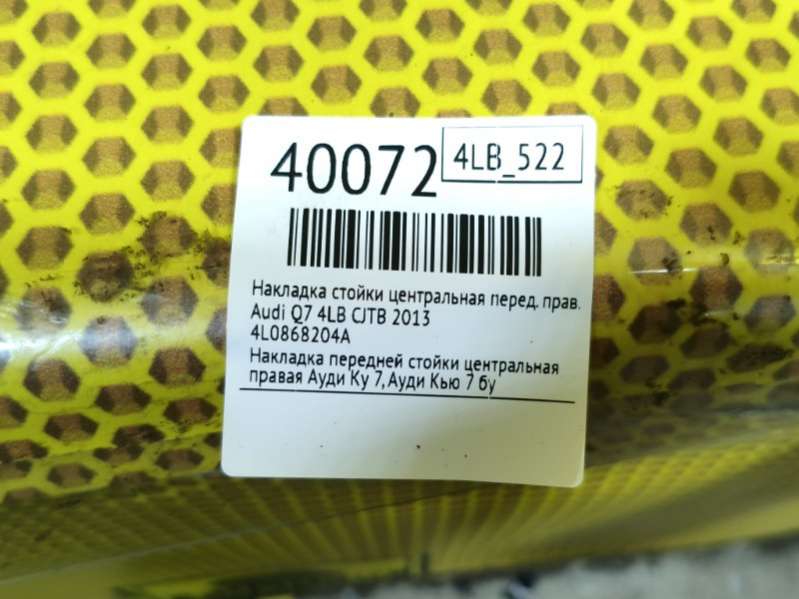 40072
4LB_522
Накладка стойки центральная перед. прав.
Audi Q7 4LB CJTB 2013
4L0868204A
Накладка передней стойки центральная
правая Ауди Ку 7, Ауди Кью 7 бу